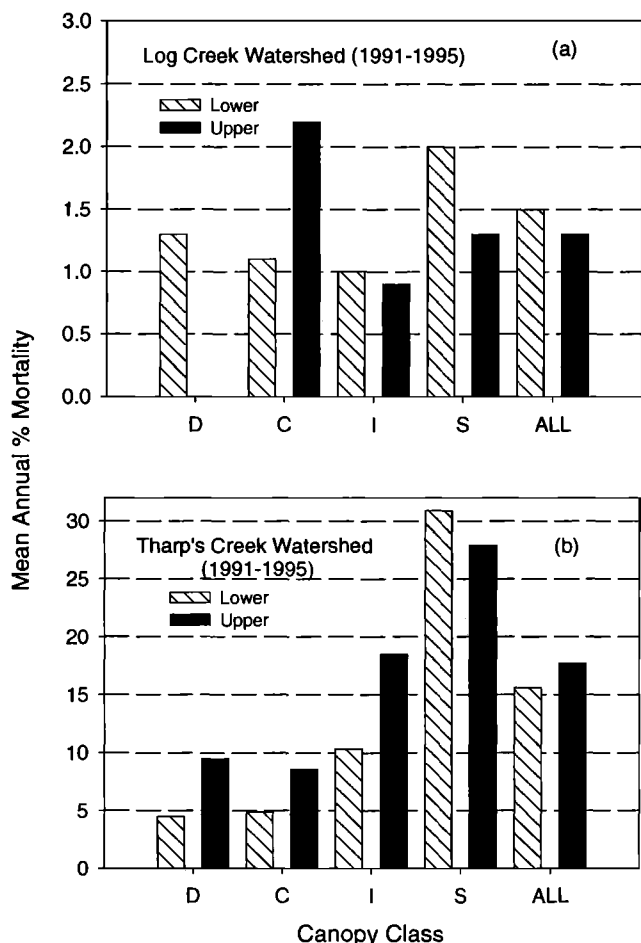 Mean Annual % Mortality
3.0
2.5
2.0
1.5
1.0
0.5
0.0
Log Creek Watershed (1991-1995)
(a)
Lower
Upper
D C I S ALL
30
25
20
15
10
5
0
Tharp's Creek Watershed
(1991-1995)
(b)
Lower
Upper
D C I S ALL
Canopy Class